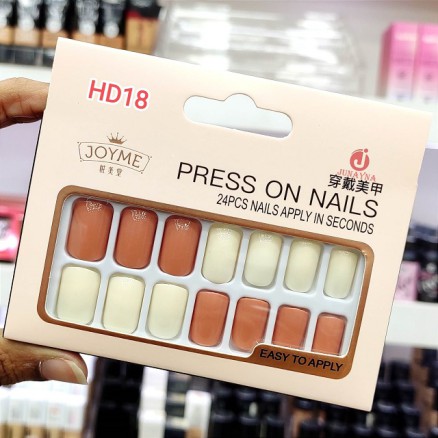 HD18
JOYME
悦美堂
JUNAYNA
穿戴美甲
PRESS ON NAILS
24PCS NAILS APPLY IN SECONDS
EASY TO APPLY